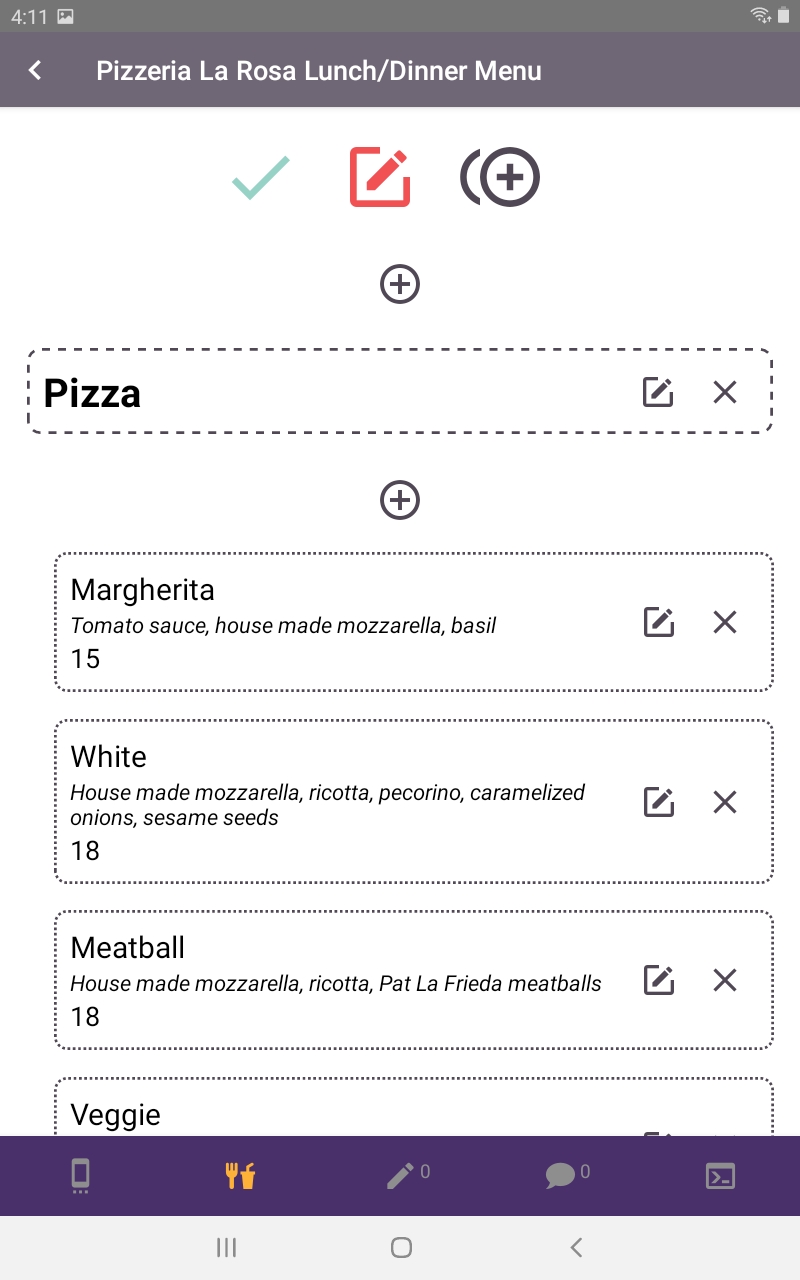 4:11
Pizzeria La Rosa Lunch/Dinner Menu
Pizza
Margherita
Tomato sauce, house made mozzarella, basil
15
White
House made mozzarella, ricotta, pecorino, caramelized
onions, sesame seeds
18
Meatball
House made mozzarella, ricotta, Pat La Frieda meatballs
18
Veggie
0
0